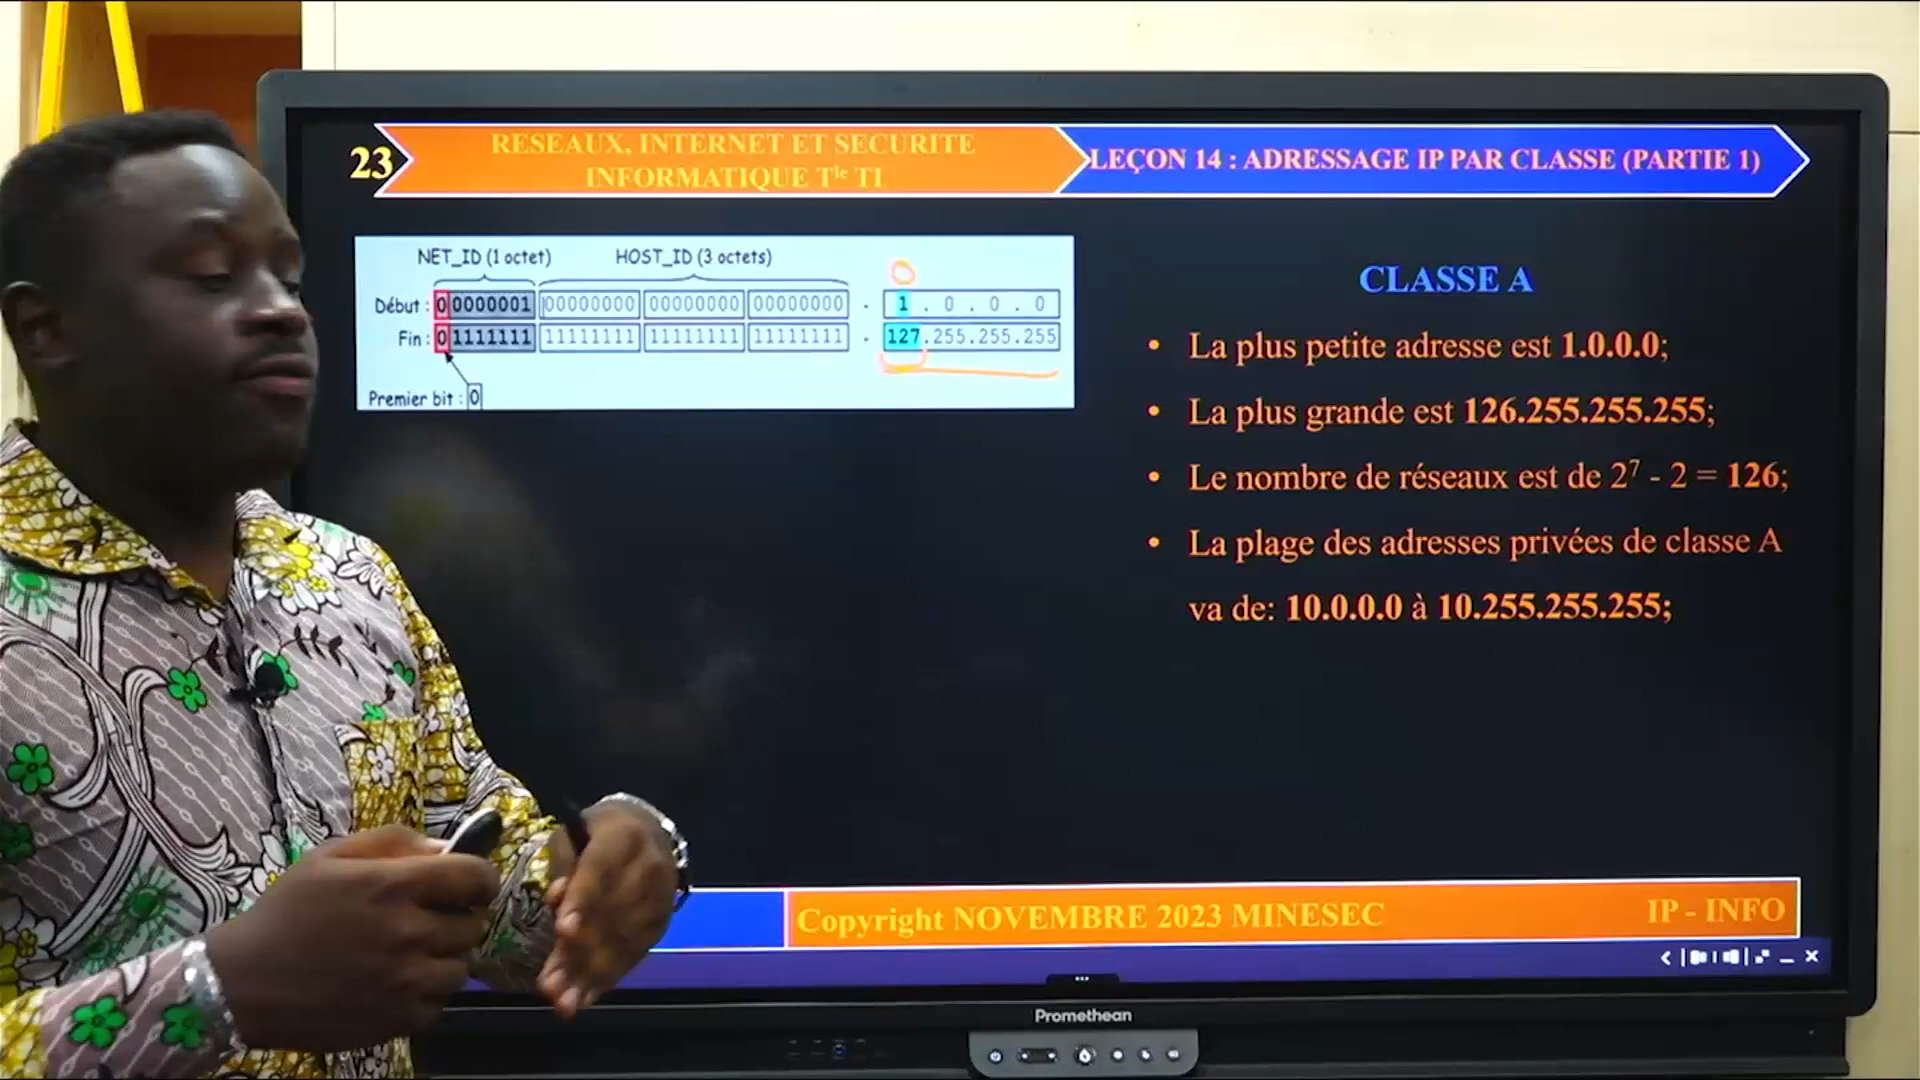 23
RESEAUX, INTERNET ET SECURITE
INFORMATIQUE Tle TI
LEÇON 14 : ADRESSAGE IP PAR CLASSE (PARTIE 1)
NET_ID (1 octet) HOST_ID (3 octets)
0
Début : 0 0000001 00000000 00000000 00000000 - 1 . 0 . 0 . 0
Fin : 0 1111111 11111111 11111111 11111111 - 127.255.255.255
Premier bit : 0
CLASSE A
• La plus petite adresse est 1.0.0.0;
• La plus grande est 126.255.255.255;
• Le nombre de réseaux est de 2⁷ - 2 = 126;
• La plage des adresses privées de classe A
va de: 10.0.0.0 à 10.255.255.255;
Copyright NOVEMBRE 2023 MINESEC
IP - INFO
Promethean